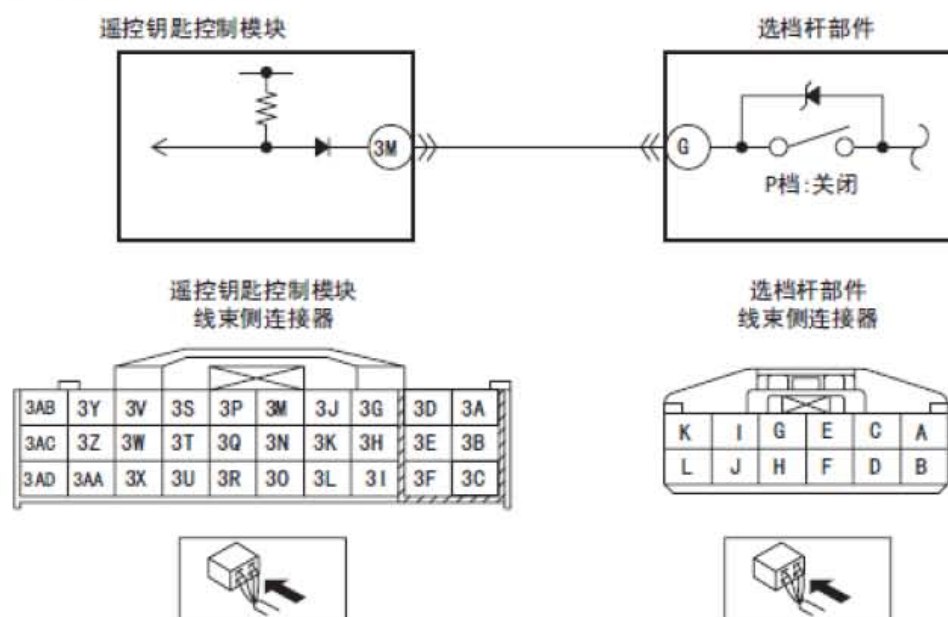 遥控钥匙控制模块
选档杆部件
3M
G
P档:关闭
遥控钥匙控制模块
线束侧连接器
选档杆部件
线束侧连接器
3AB 3Y 3V 3S 3P 3M 3J 3G 3D 3A
3AC 3Z 3W 3T 3Q 3N 3K 3H 3E 3B
3AD 3AA 3X 3U 3R 3O 3L 3I 3F 3C
K I G E C A
L J H F D B